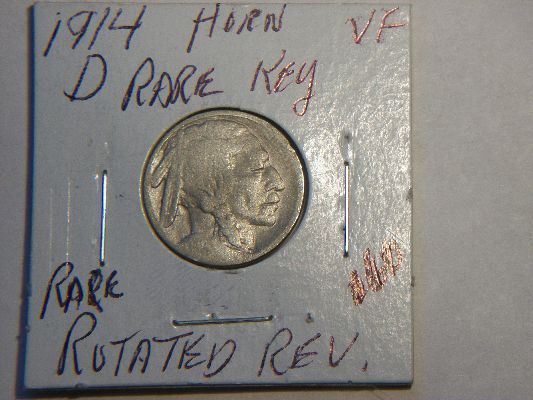 1914 HORN VF
D RARE KEY
RARE
ROTATED REV.